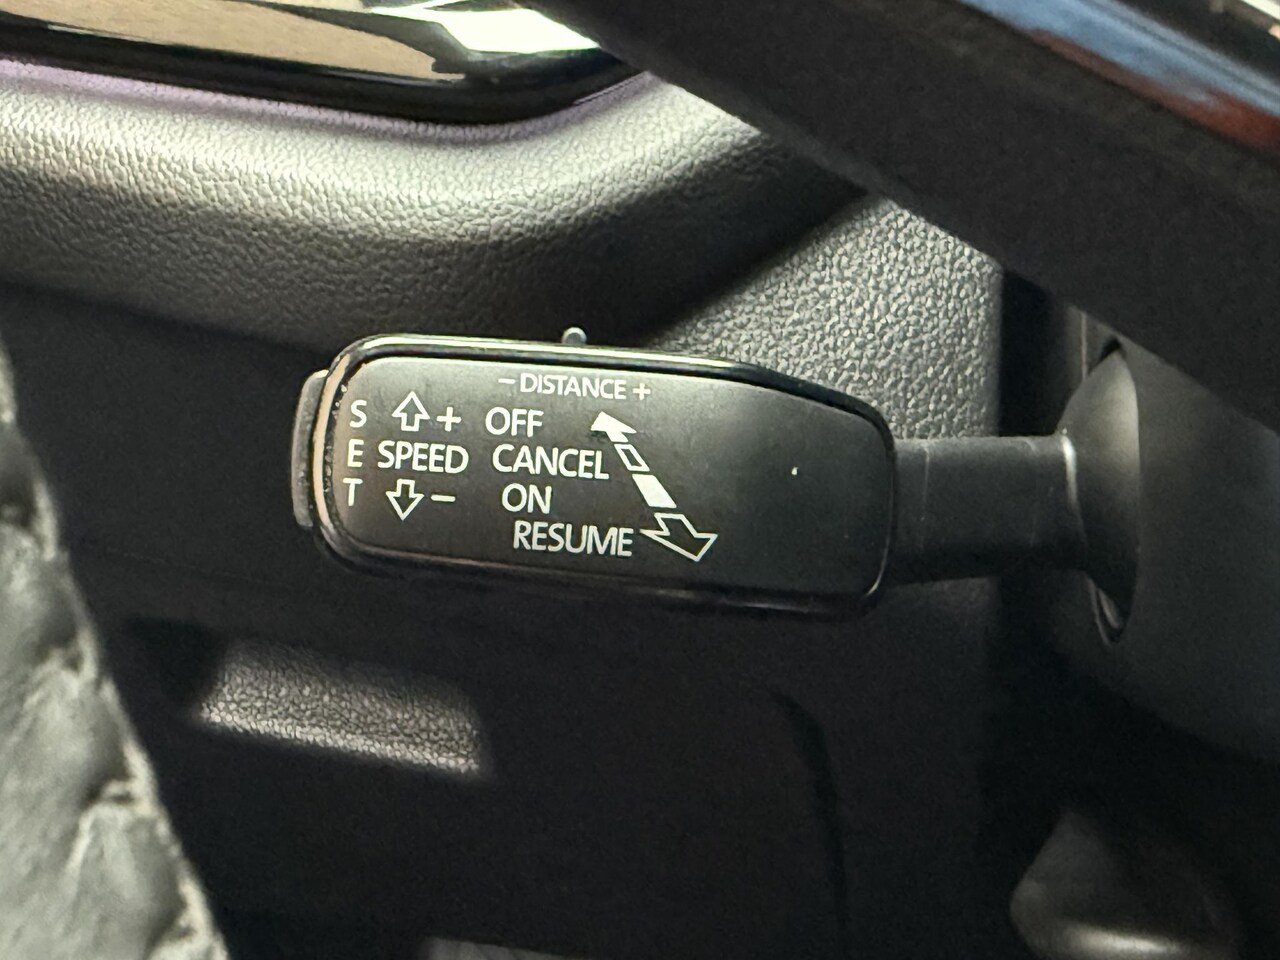 - DISTANCE +
S + OFF
E SPEED CANCEL
T - ON
RESUME